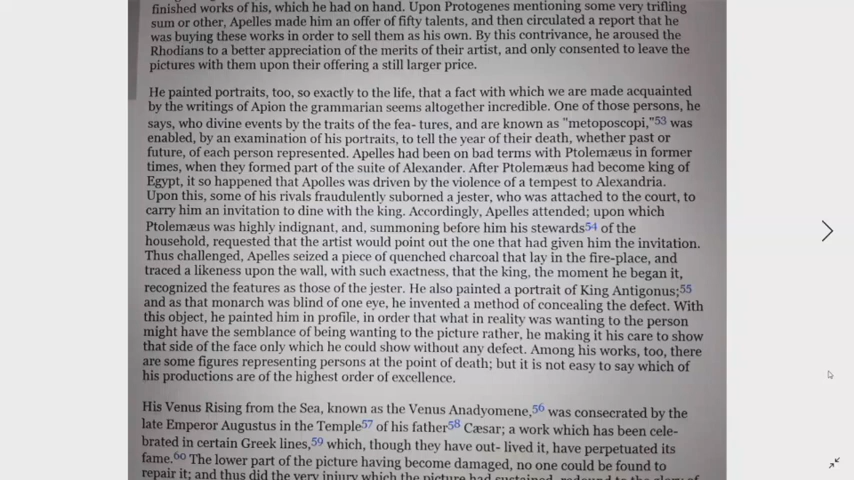 finished works of his, which he had on hand. Upon Protogenes mentioning some very trifling
sum or other, Apelles made him an offer of fifty talents, and then circulated a report that he
was buying these works in order to sell them as his own. By this contrivance, he aroused the
Rhodians to a better appreciation of the merits of their artist, and only consented to leave the
pictures with them upon their offering a still larger price.
He painted portraits, too, so exactly to the life, that a fact with which we are made acquainted
by the writings of Apion the grammarian seems altogether incredible. One of those persons, he
says, who divine events by the traits of the fea- tures, and are known as "metoposcopi,"53 was
enabled, by an examination of his portraits, to tell the year of their death, whether past or
future, of each person represented. Apelles had been on bad terms with Ptolemæus in former
times, when they formed part of the suite of Alexander. After Ptolemæus had become king of
Egypt, it so happened that Apolles was driven by the violence of a tempest to Alexandria.
Upon this, some of his rivals fraudulently suborned a jester, who was attached to the court, to
carry him an invitation to dine with the king. Accordingly, Apelles attended; upon which
Ptolemæus was highly indignant, and, summoning before him his stewards54 of the
household, requested that the artist would point out the one that had given him the invitation.
Thus challenged, Apelles seized a piece of quenched charcoal that lay in the fire-place, and
traced a likeness upon the wall, with such exactness, that the king, the moment he began it,
recognized the features as those of the jester. He also painted a portrait of King Antigonus;55
and as that monarch was blind of one eye, he invented a method of concealing the defect. With
this object, he painted him in profile, in order that what in reality was wanting to the person
might have the semblance of being wanting to the picture rather, he making it his care to show
that side of the face only which he could show without any defect. Among his works, too, there
are some figures representing persons at the point of death; but it is not easy to say which of
his productions are of the highest order of excellence.
His Venus Rising from the Sea, known as the Venus Anadyomene,56 was consecrated by the
late Emperor Augustus in the Temple57 of his father58 Cæsar; a work which has been cele-
brated in certain Greek lines,59 which, though they have out- lived it, have perpetuated its
fame.60 The lower part of the picture having become damaged, no one could be found to
repair it; and thus did the very injury which the picture had sustained, redound to the glory of